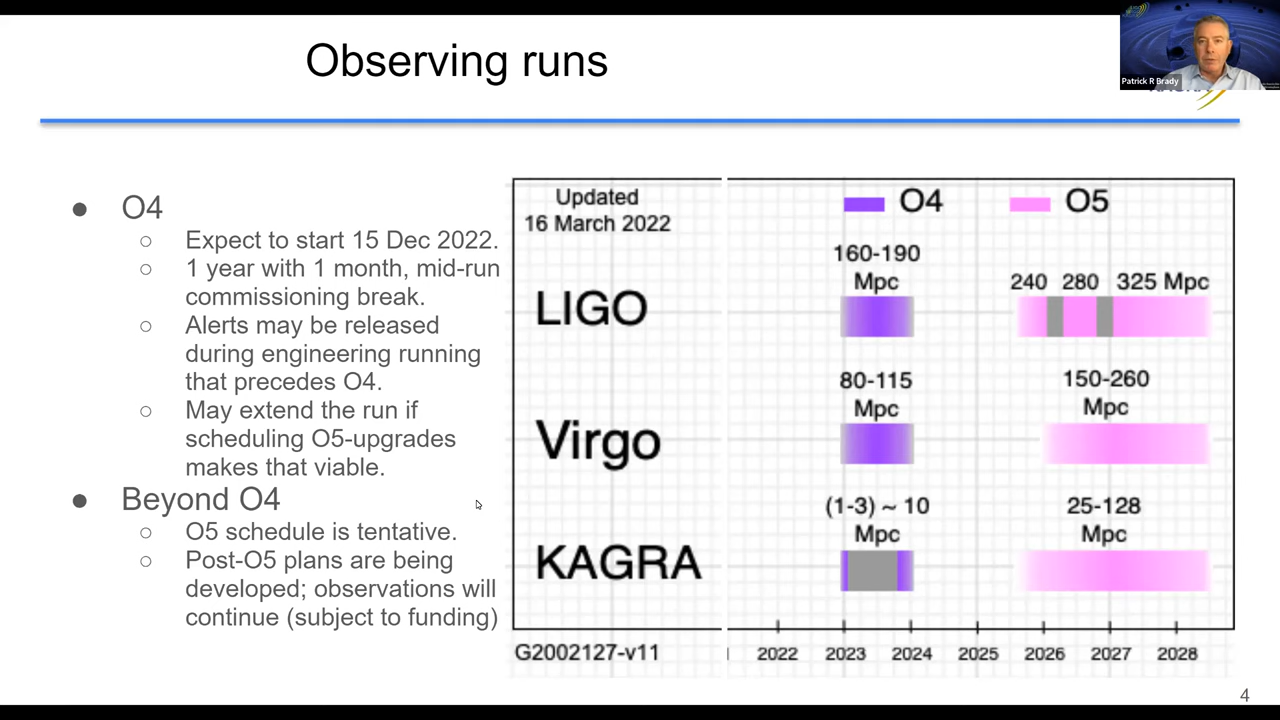 Observing runs
Patrick R Brady
● O4
○ Expect to start 15 Dec 2022.
○ 1 year with 1 month, mid-run
commissioning break.
○ Alerts may be released
during engineering running
that precedes O4.
○ May extend the run if
scheduling O5-upgrades
makes that viable.
● Beyond O4
○ O5 schedule is tentative.
○ Post-O5 plans are being
developed; observations will
continue (subject to funding)
Updated
16 March 2022
O4 O5
160-190
Mpc
240 280 325 Mpc
LIGO
80-115
Mpc
150-260
Mpc
Virgo
(1-3) ~ 10
Mpc
25-128
Mpc
KAGRA
G2002127-v11
2022 2023 2024 2025 2026 2027 2028
4